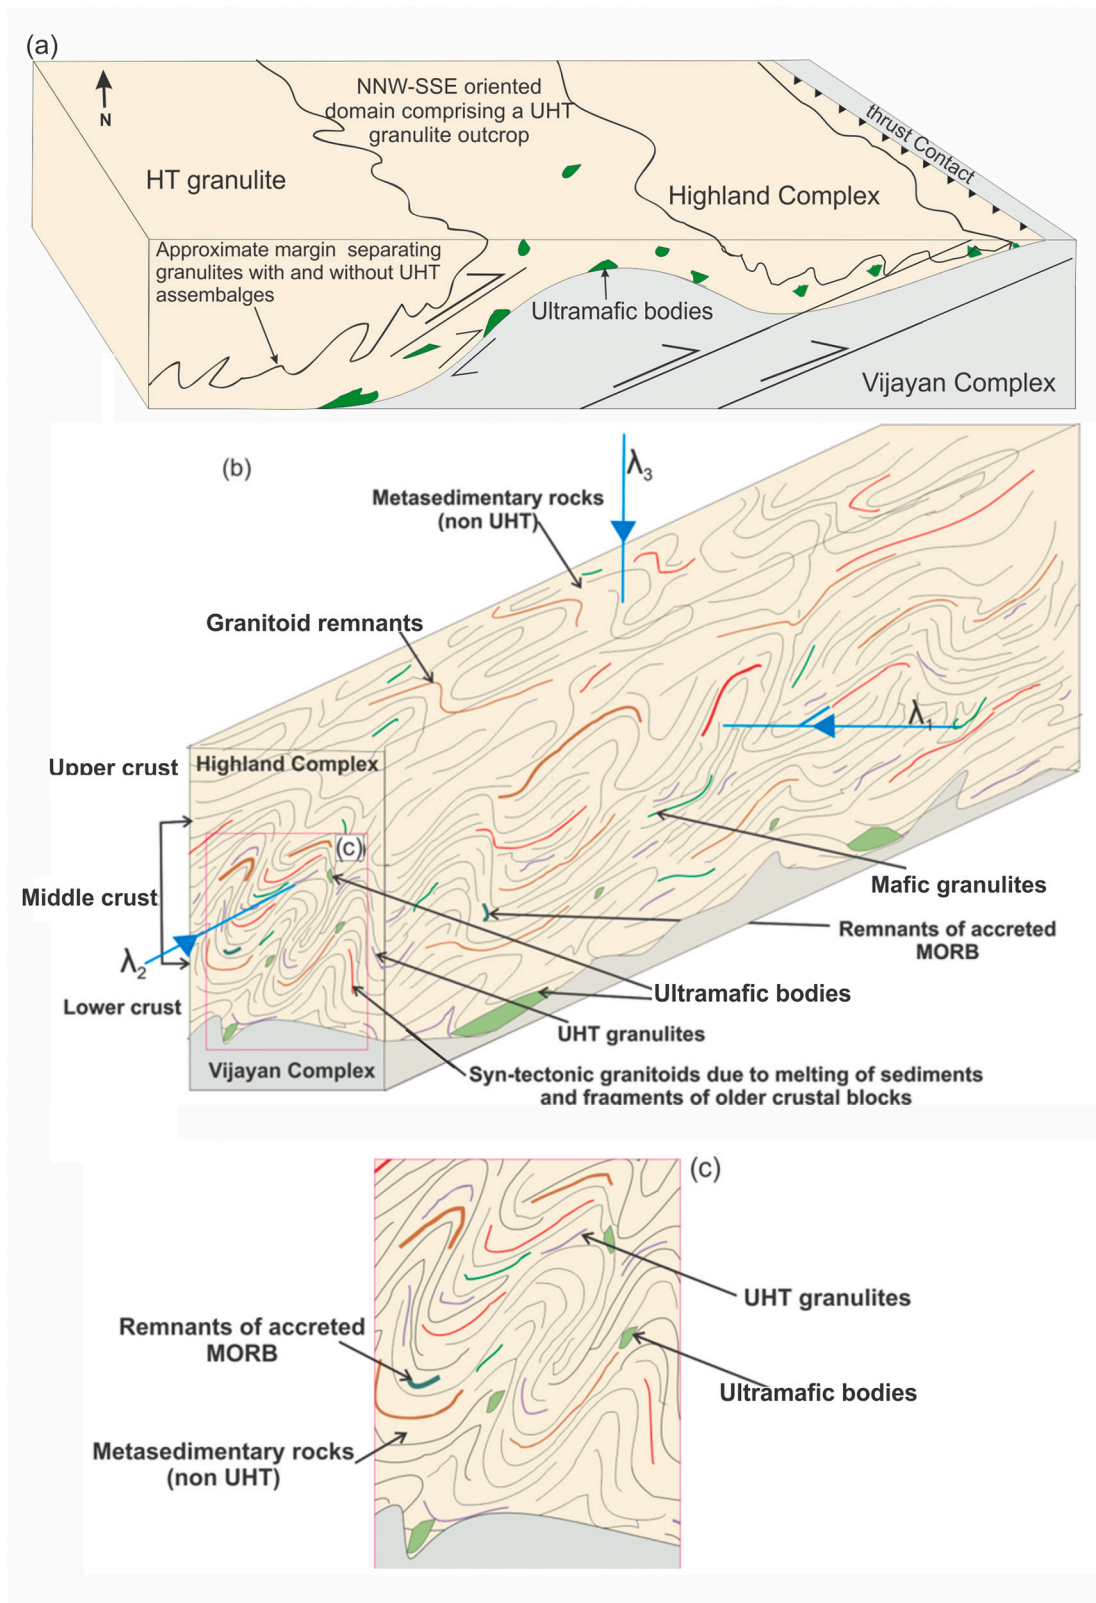 (a)
N
NNW-SSE oriented
domain comprising a UHT
granulite outcrop
thrust Contact
HT granulite
Highland Complex
Approximate margin separating
granulites with and without UHT
assembalges
Ultramafic bodies
Vijayan Complex
(b)
λ3
Metasedimentary rocks
(non UHT)
Granitoid remnants
λ1
Upper crust
Highland Complex
(c)
Middle crust
Mafic granulites
Remnants of accreted
MORB
λ2
Ultramafic bodies
Lower crust
UHT granulites
Vijayan Complex
Syn-tectonic granitoids due to melting of sediments
and fragments of older crustal blocks
(c)
UHT granulites
Remnants of accreted
MORB
Ultramafic bodies
Metasedimentary rocks
(non UHT)